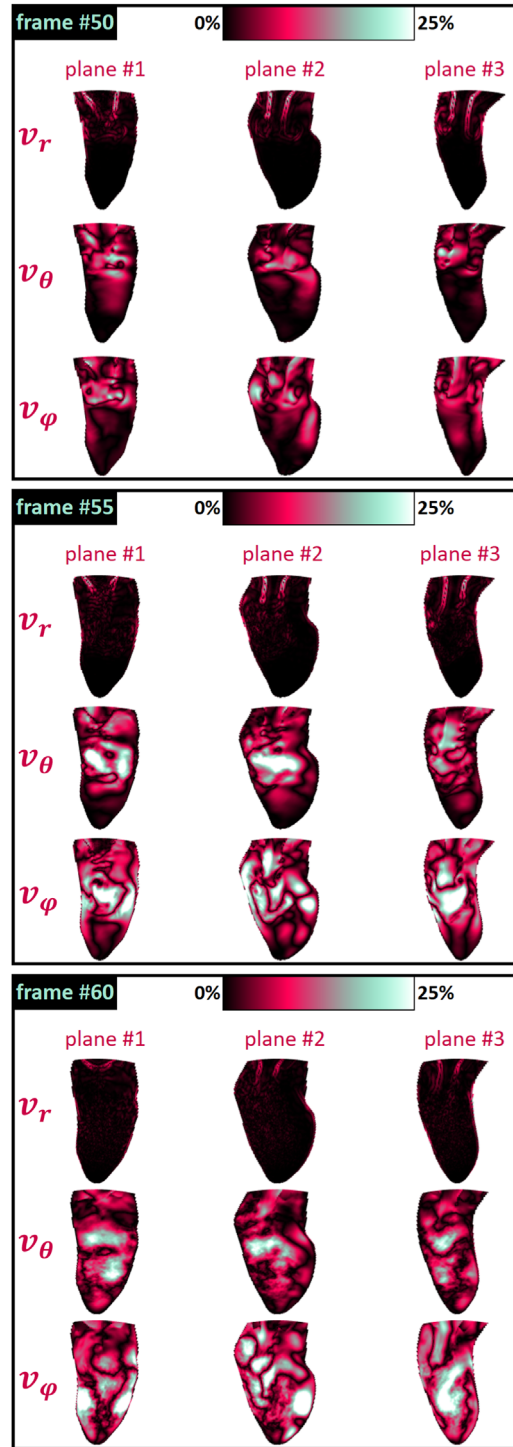 frame #50 0% 25%
plane #1 plane #2 plane #3
v_r
v_θ
v_φ
frame #55 0% 25%
plane #1 plane #2 plane #3
v_r
v_θ
v_φ
frame #60 0% 25%
plane #1 plane #2 plane #3
v_r
v_θ
v_φ